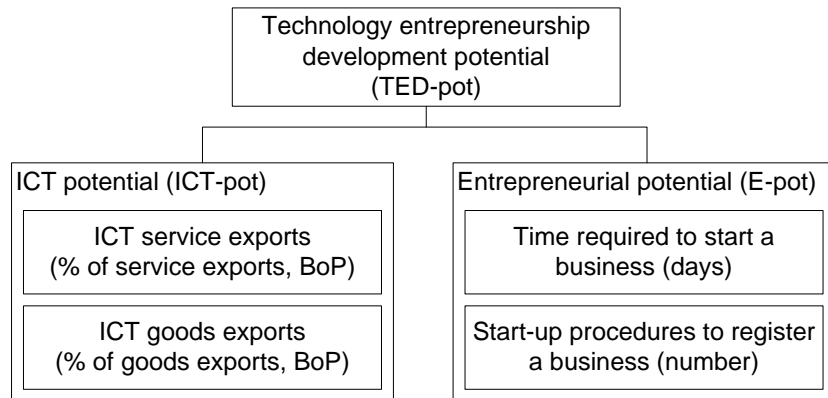 Technology entrepreneurship
development potential
(TED-pot)
ICT potential (ICT-pot)
ICT service exports
(% of service exports, BoP)
ICT goods exports
(% of goods exports, BoP)
Entrepreneurial potential (E-pot)
Time required to start a
business (days)
Start-up procedures to register
a business (number)